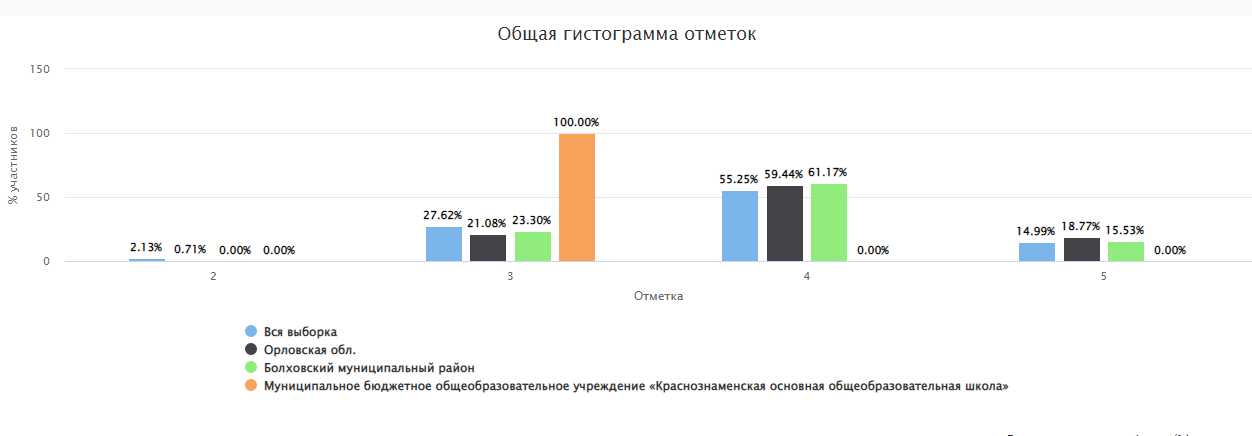 Общая гистограмма отметок
150
100
50
0
% участников
2.13% 0.71% 0.00% 0.00%
27.62% 21.08% 23.30% 100.00%
55.25% 59.44% 61.17% 0.00%
14.99% 18.77% 15.53% 0.00%
2 3 4 5
Отметка
Вся выборка
Орловская обл.
Болховский муниципальный район
Муниципальное бюджетное общеобразовательное учреждение «Краснознаменская основная общеобразовательная школа»